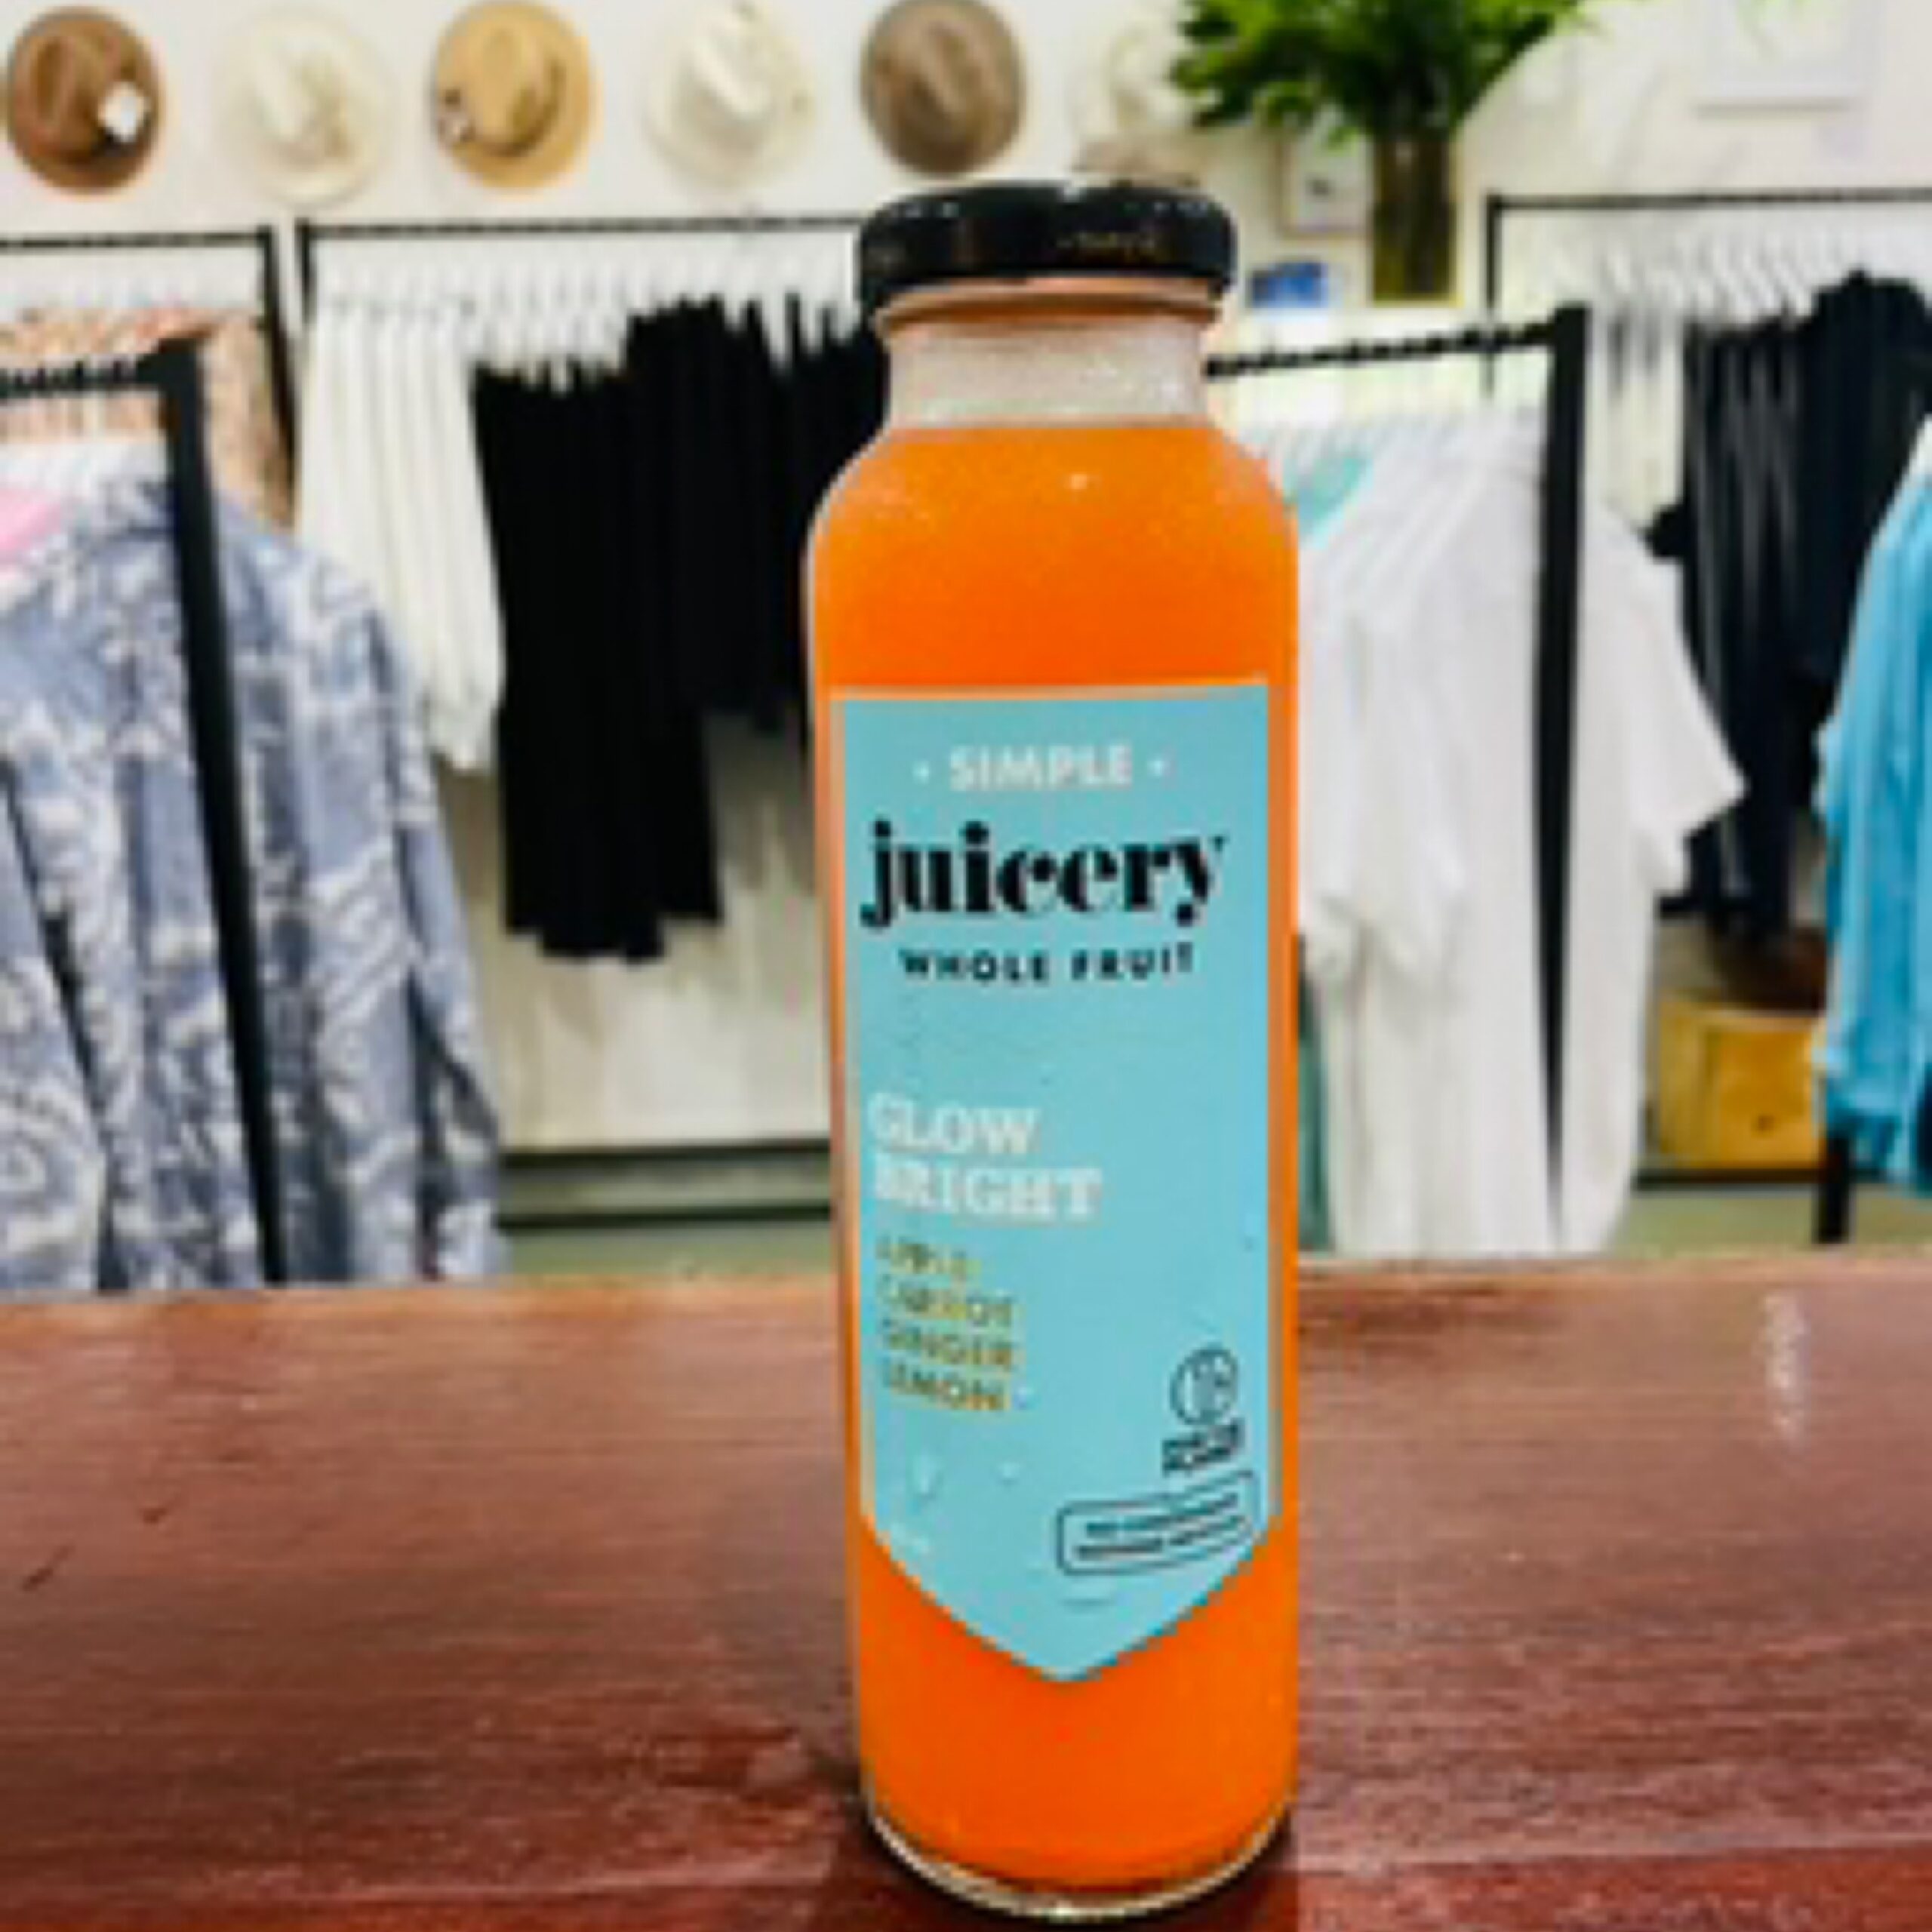 · SIMPLE ·
juicery
WHOLE FRUIT
GLOW
BRIGHT
APPLE
CARROT
GINGER
LEMON